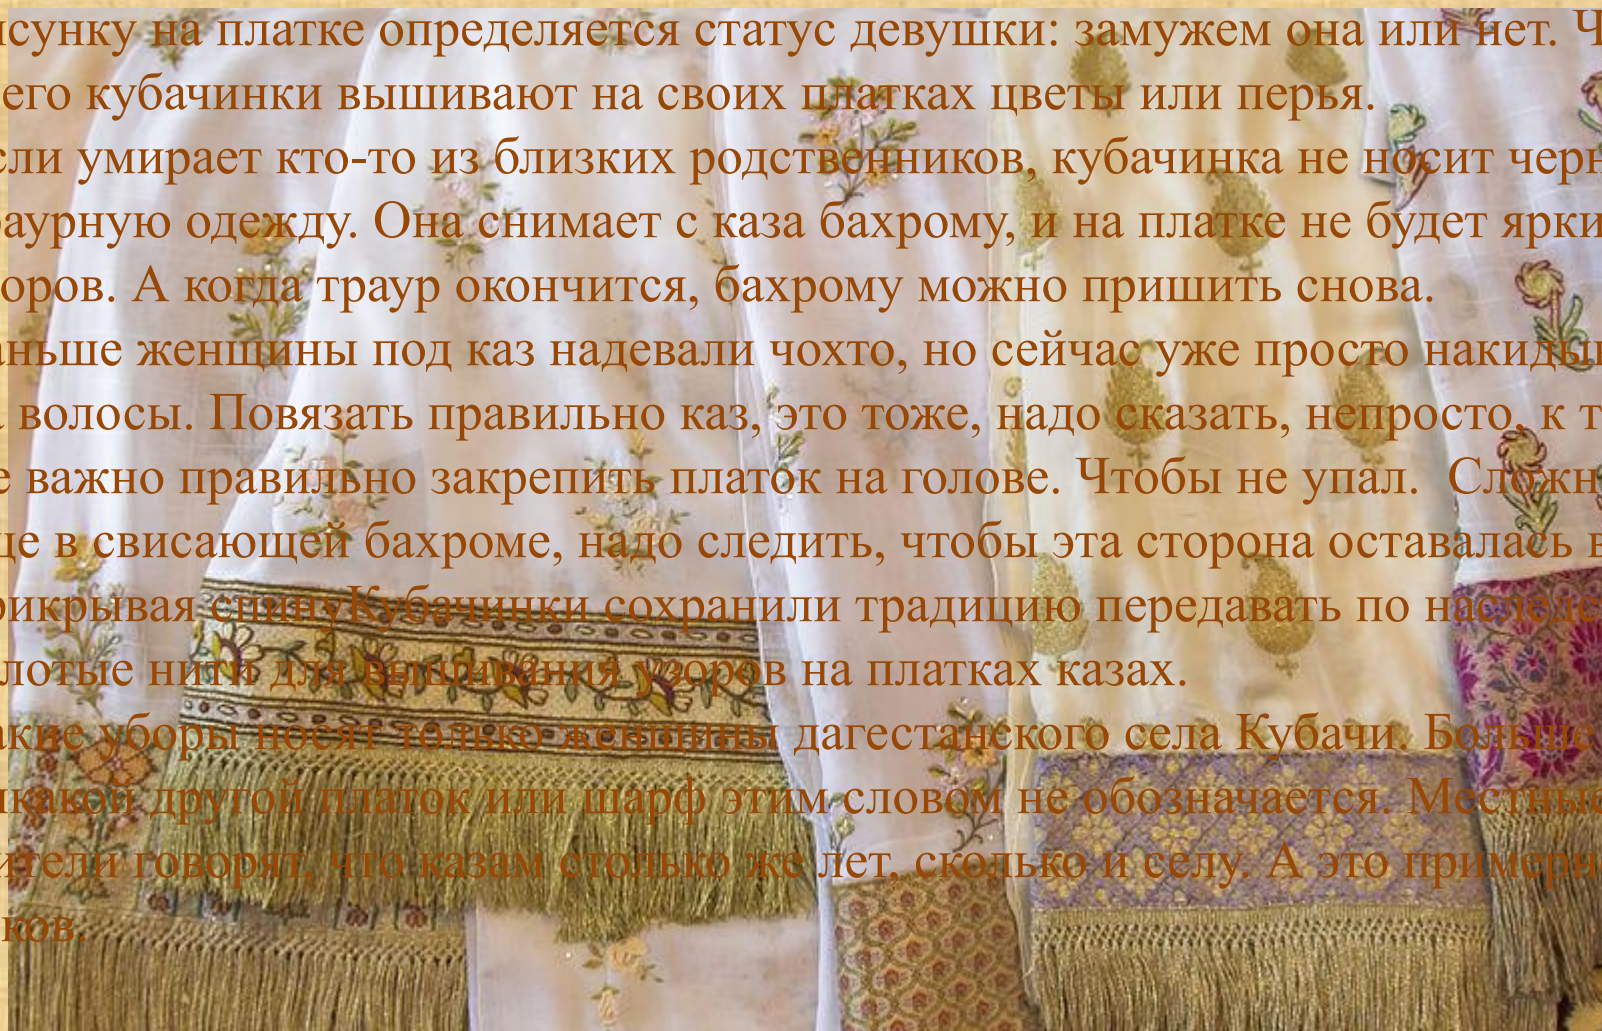 исунку на платке определяется статус девушки: замужем она или нет. Ч
его кубачинки вышивают на своих платках цветы или перья.
сли умирает кто-то из близких родственников, кубачинка не носит черн
раурную одежду. Она снимает с каза бахрому, и на платке не будет ярки
оров. А когда траур окончится, бахрому можно пришить снова.
аньше женщины под каз надевали чохто, но сейчас уже просто накидыв
а волосы. Повязать правильно каз, это тоже, надо сказать, непросто, к т
е важно правильно закрепить платок на голове. Чтобы не упал. Сложн
ще в свисающей бахроме, надо следить, чтобы эта сторона оставалась в
рикрывая спинуКубачинки сохранили традицию передавать по наследс
лотые нити для вышивания узоров на платках казах.
акие уборы носят только женщины дагестанского села Кубачи. Больше
икакой другой платок или шарф этим словом не обозначается. Местные
ители говорят, что казам столько же лет, сколько и селу. А это примерн
ков.